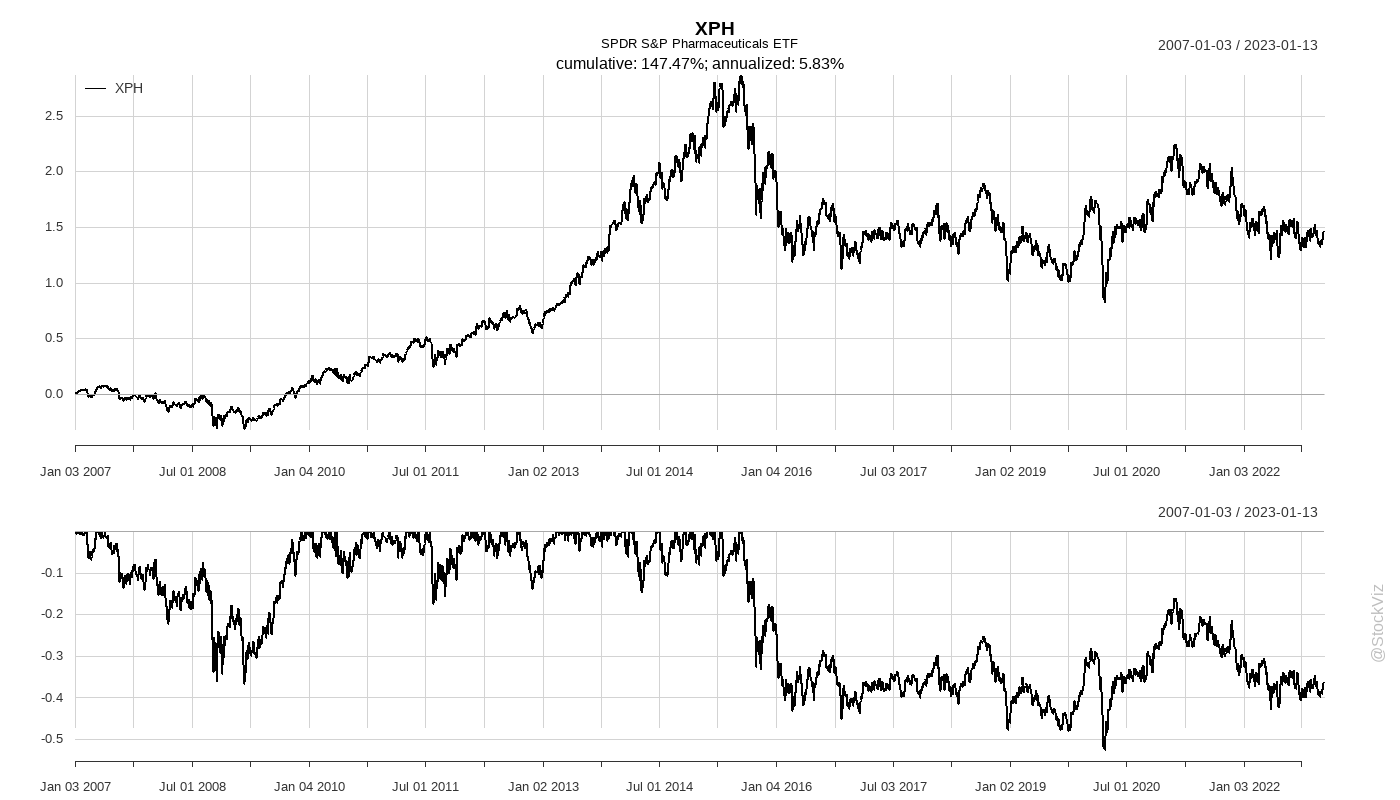 XPH
SPDR S&P Pharmaceuticals ETF
2007-01-03 / 2023-01-13
cumulative: 147.47%; annualized: 5.83%
XPH
2.5
2.0
1.5
1.0
0.5
0.0
Jan 03 2007 Jul 01 2008 Jan 04 2010 Jul 01 2011 Jan 02 2013 Jul 01 2014 Jan 04 2016 Jul 03 2017 Jan 02 2019 Jul 01 2020 Jan 03 2022
2007-01-03 / 2023-01-13
-0.1
-0.2
-0.3
-0.4
-0.5
Jan 03 2007 Jul 01 2008 Jan 04 2010 Jul 01 2011 Jan 02 2013 Jul 01 2014 Jan 04 2016 Jul 03 2017 Jan 02 2019 Jul 01 2020 Jan 03 2022
@StockViz